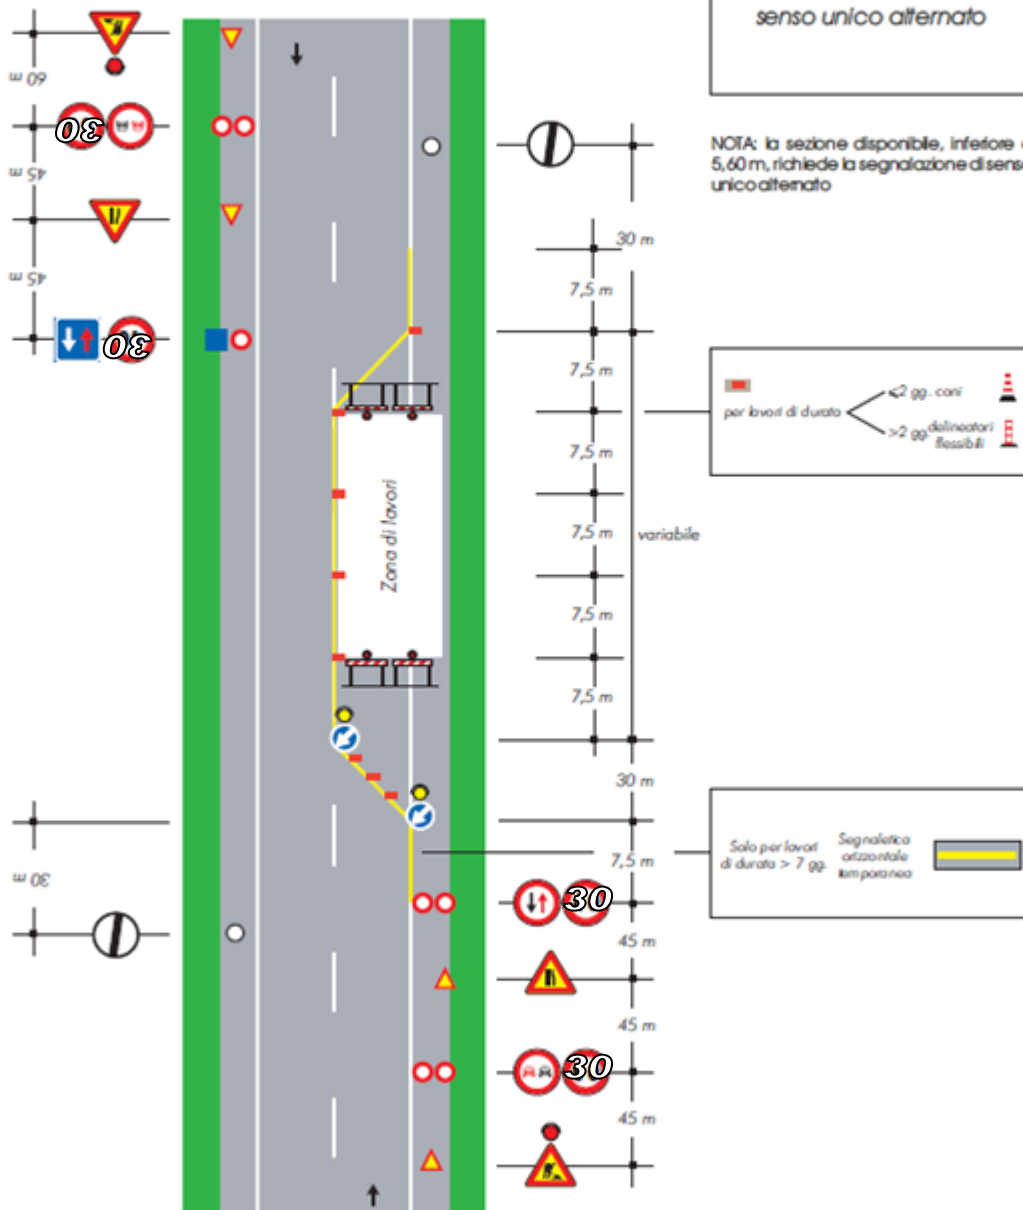 senso unico alternato
NOTA: la sezione disponibile, inferiore
5,60 m, richiede la segnalazione di senso
unico alternato
60 m
30
45 m
45 m
30
30 m
7,5 m
7,5 m
7,5 m
7,5 m
7,5 m
7,5 m
variabile
Zona di lavori
per lavori di durata
<2 gg. coni
>2 gg. delineatori
flessibili
30 m
7,5 m
Solo per lavori
di durata > 7 gg.
Segnaletica
orizzontale
temporanea
30 m
30
45 m
45 m
30
45 m